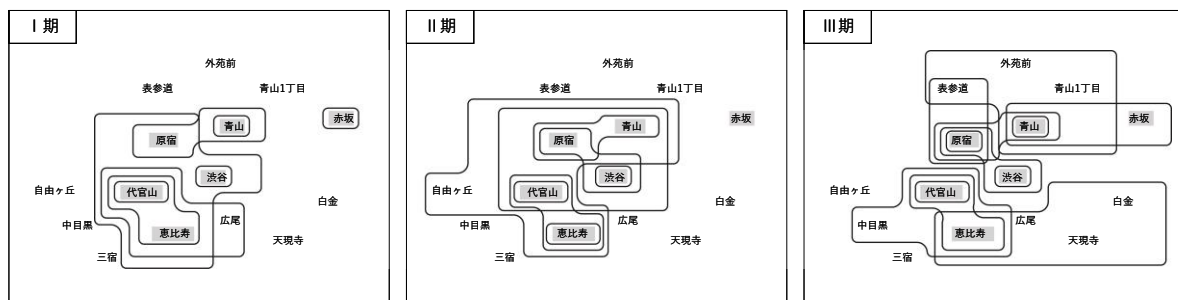 Ⅰ期
外苑前
表参道
青山1丁目
青山
赤坂
原宿
渋谷
自由ヶ丘
代官山
白金
中目黒
広尾
恵比寿
天現寺
三宿
Ⅱ期
外苑前
表参道
青山1丁目
青山
赤坂
原宿
渋谷
自由ヶ丘
代官山
白金
中目黒
広尾
恵比寿
天現寺
三宿
Ⅲ期
外苑前
表参道
青山1丁目
青山
赤坂
原宿
渋谷
自由ヶ丘
代官山
白金
中目黒
広尾
恵比寿
天現寺
三宿